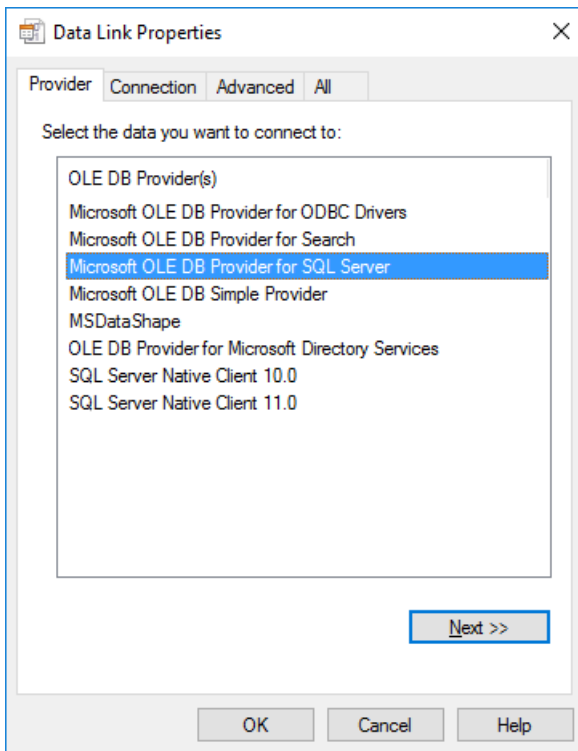 Data Link Properties
Provider Connection Advanced All
Select the data you want to connect to:
OLE DB Provider(s)
Microsoft OLE DB Provider for ODBC Drivers
Microsoft OLE DB Provider for Search
Microsoft OLE DB Provider for SQL Server
Microsoft OLE DB Simple Provider
MSDataShape
OLE DB Provider for Microsoft Directory Services
SQL Server Native Client 10.0
SQL Server Native Client 11.0
Next >>
OK Cancel Help